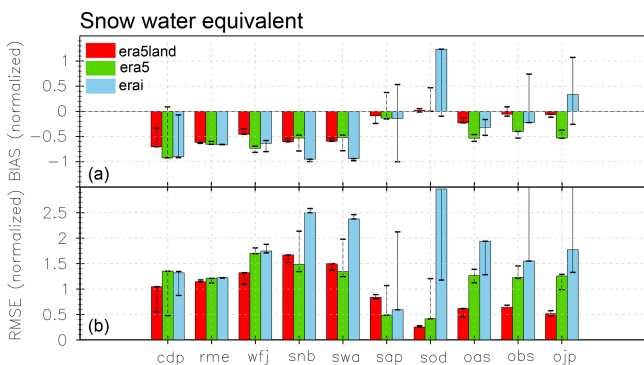 Snow water equivalent
era5land
era5
erai
BIAS (normalized)
1
0.5
0
−0.5
−1
(a)
RMSE (normalized)
2.5
2
1.5
1
0.5
0
(b)
cdp rme wfj snb swa sap sod oas obs ojp